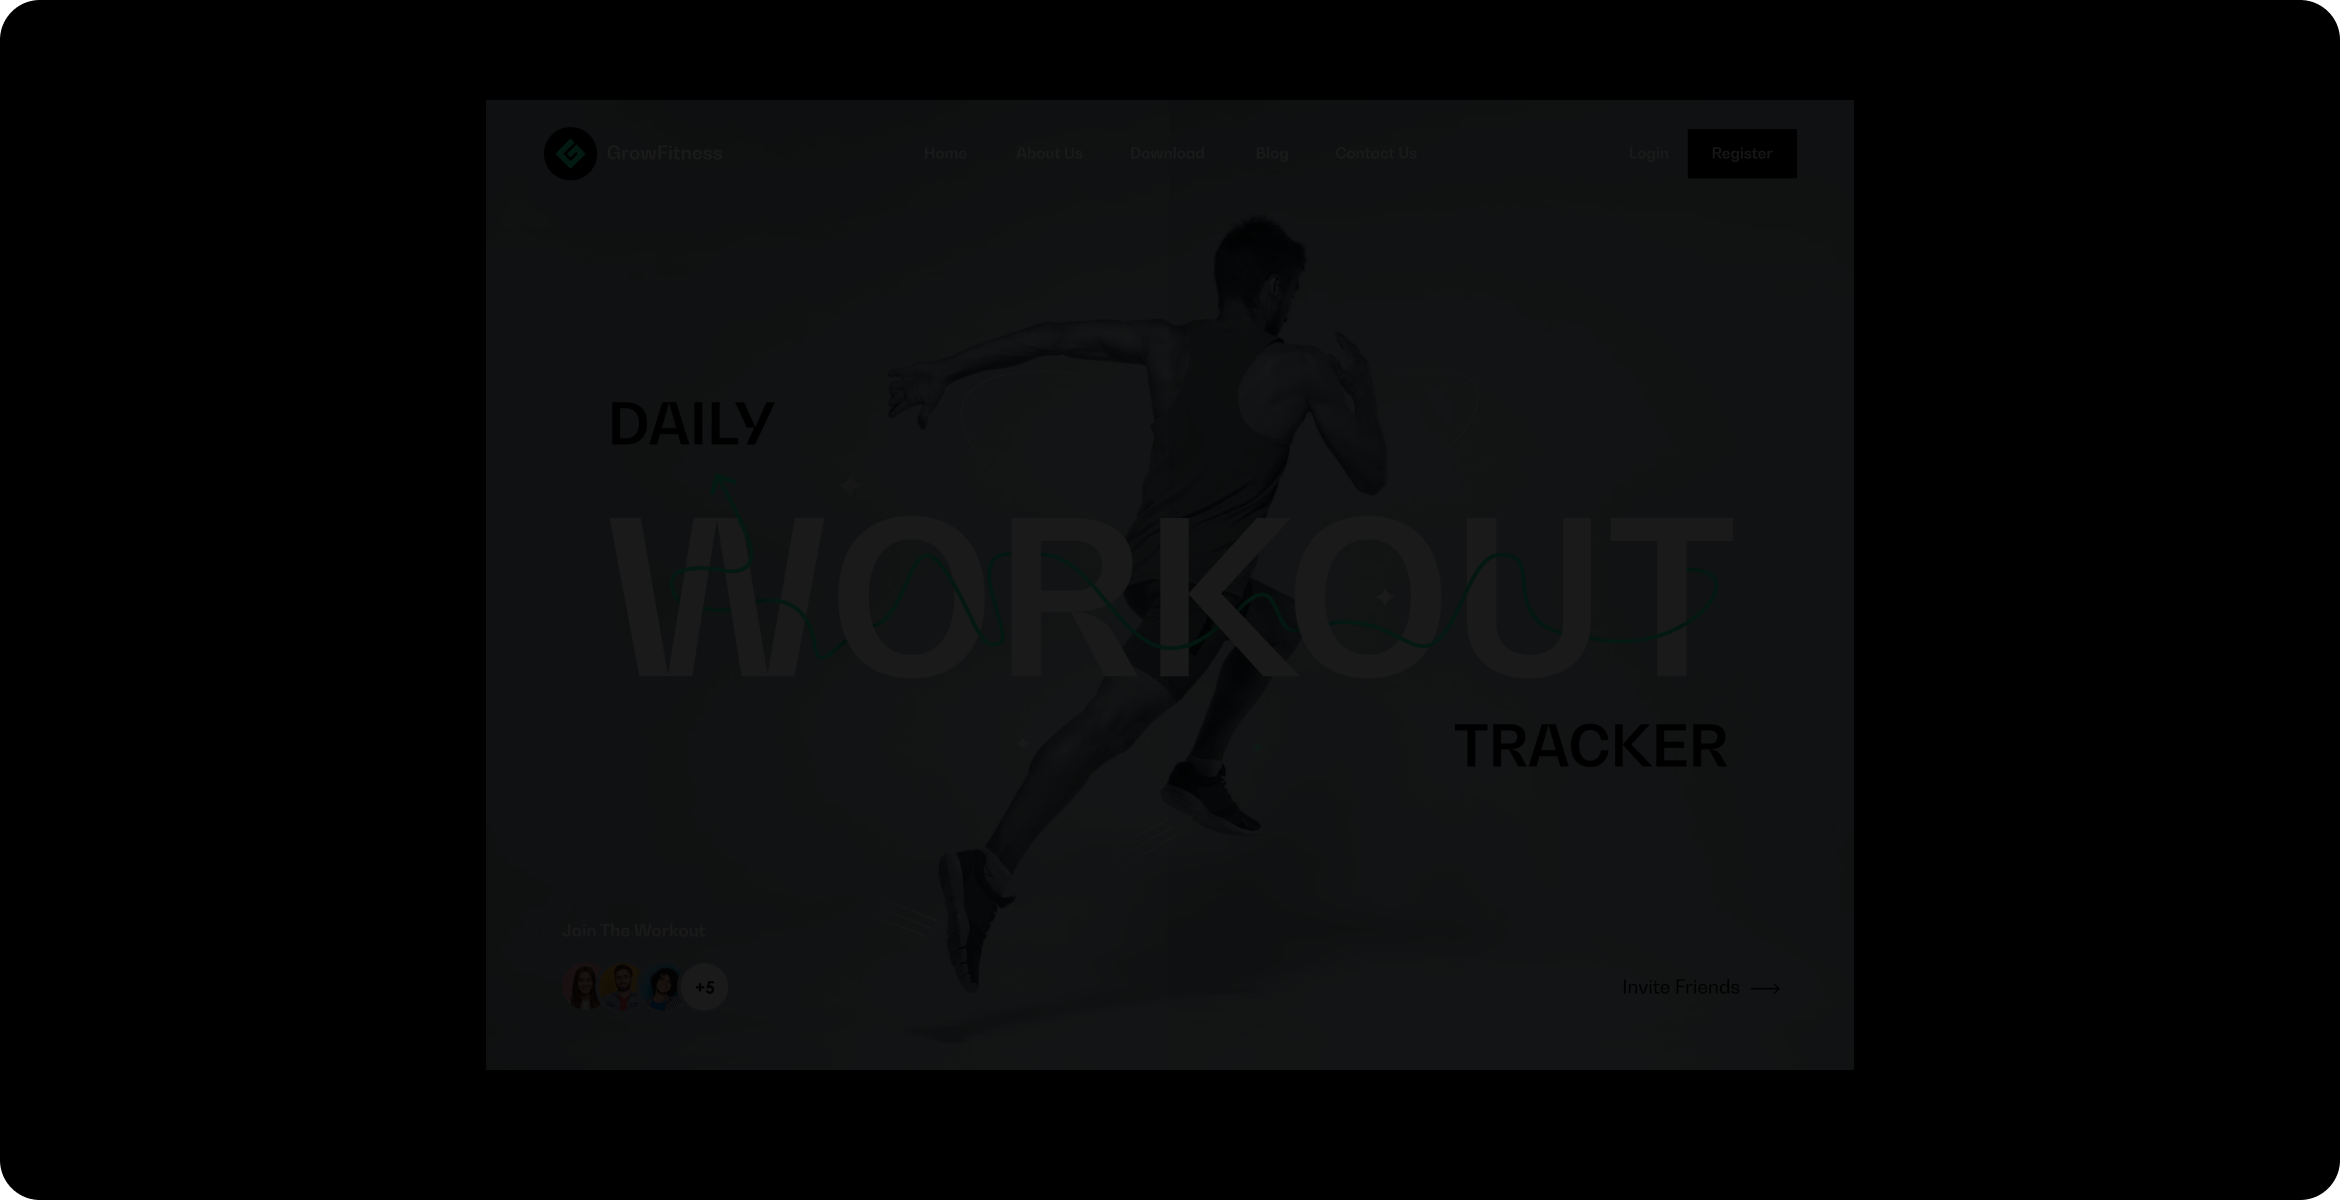 GrowFitness
Home About Us Download Blog Contact Us
Login Register
DAILY
WORKOUT
TRACKER
Join The Workout
+5
Invite Friends